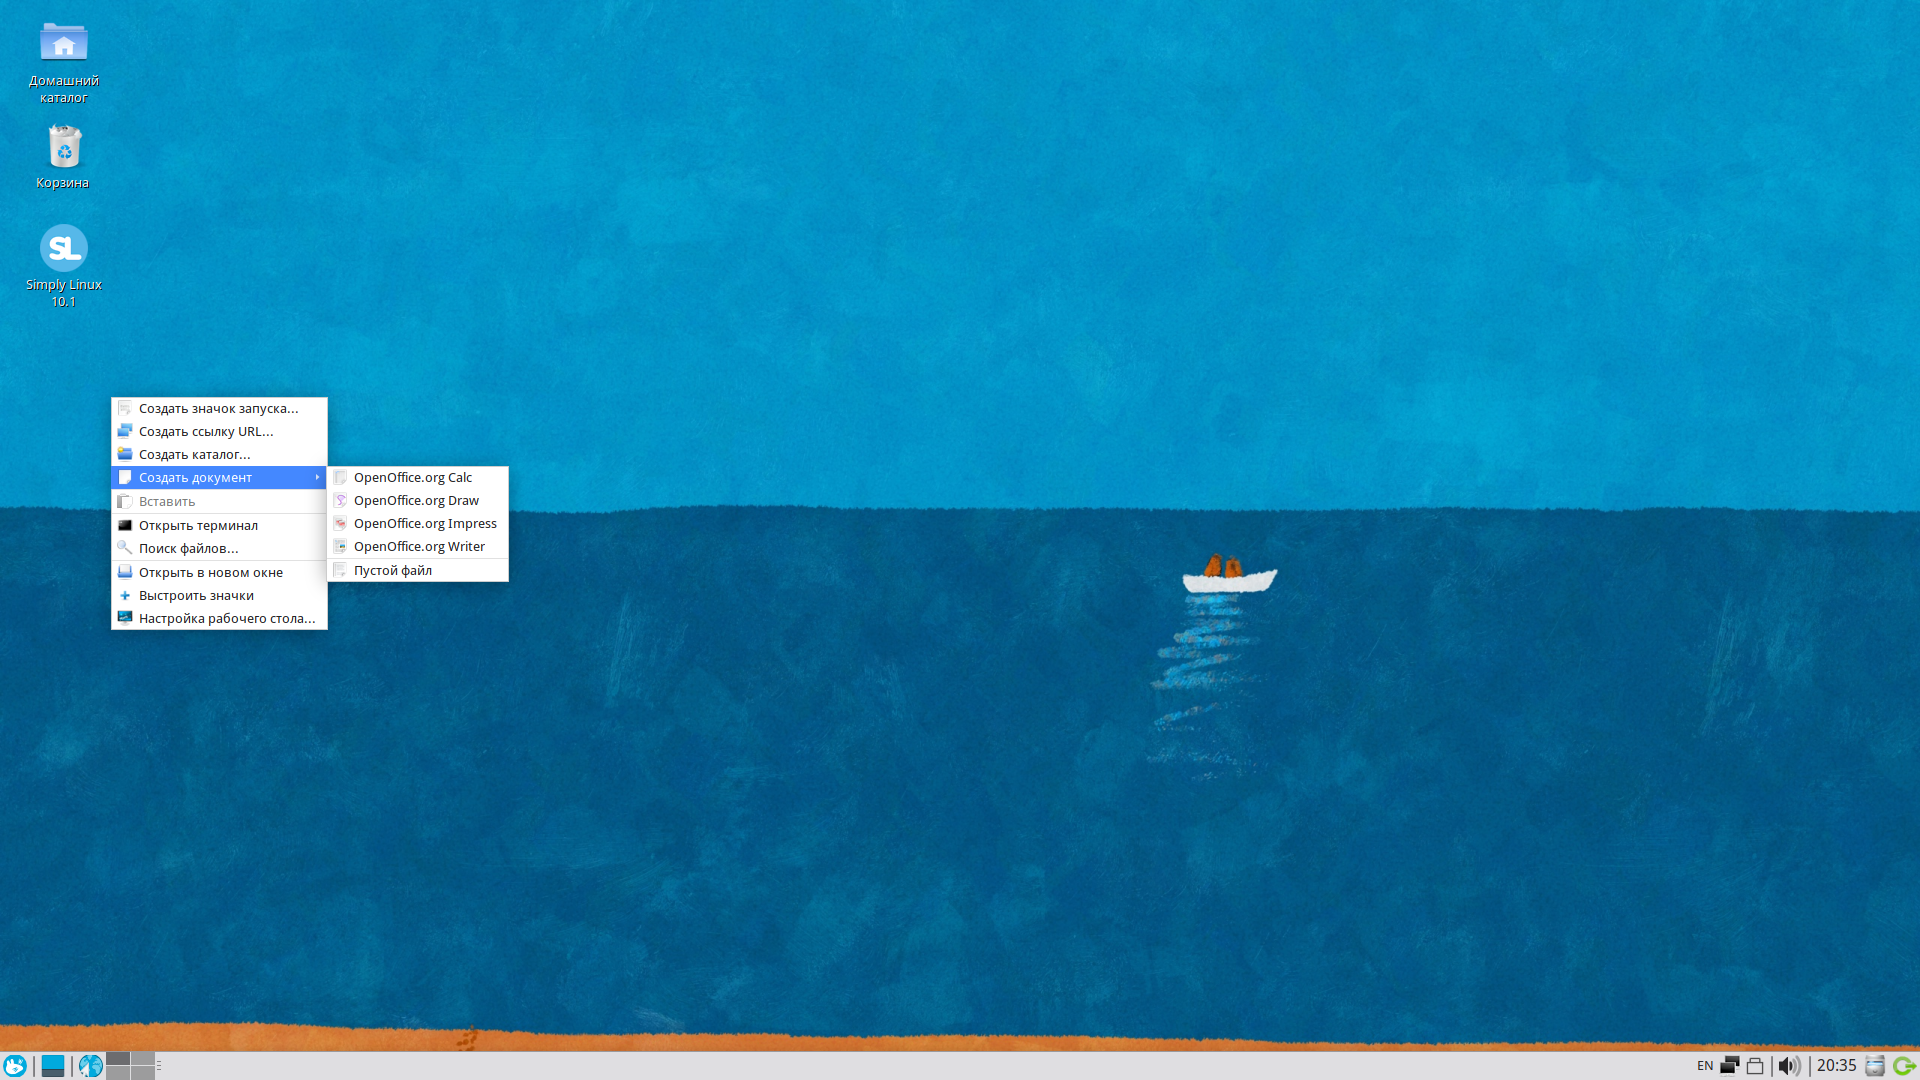 Домашний
каталог
Корзина
SL
Simply Linux
10.1
Создать значок запуска...
Создать ссылку URL...
Создать каталог...
Создать документ
Вставить
Открыть терминал
Поиск файлов...
Открыть в новом окне
Выстроить значки
Настройка рабочего стола...
OpenOffice.org Calc
OpenOffice.org Draw
OpenOffice.org Impress
OpenOffice.org Writer
Пустой файл
EN
20:35